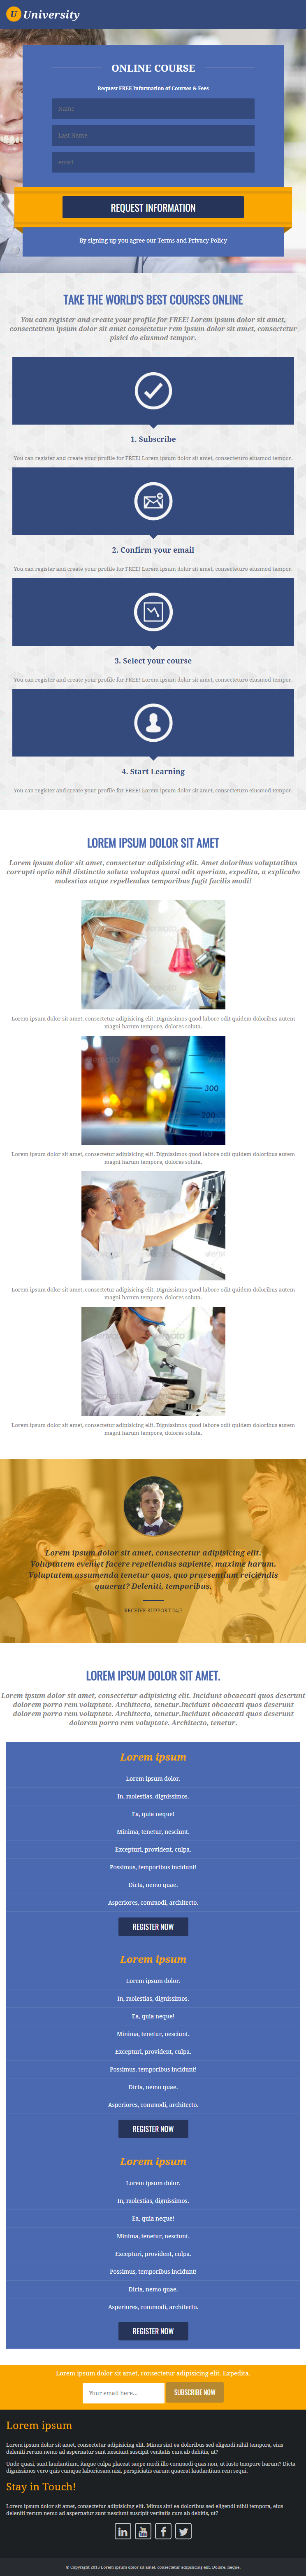 U University
ONLINE COURSE
Request FREE Information of Courses & Fees
Name
Last Name
email
REQUEST INFORMATION
By signing up you agree our Terms and Privacy Policy
TAKE THE WORLD'S BEST COURSES ONLINE
You can register and create your profile for FREE! Lorem ipsum dolor sit amet,
consectetrem ipsum dolor sit amet consectetur rem ipsum dolor sit amet, consectetur
pisici do eiusmod tempor.
1. Subscribe
You can register and create your profile for FREE! Lorem ipsum dolor sit amet, consecteturo eiusmod tempor.
2. Confirm your email
You can register and create your profile for FREE! Lorem ipsum dolor sit amet, consecteturo eiusmod tempor.
3. Select your course
You can register and create your profile for FREE! Lorem ipsum dolor sit amet, consecteturo eiusmod tempor.
4. Start Learning
You can register and create your profile for FREE! Lorem ipsum dolor sit amet, consecteturo eiusmod tempor.
LOREM IPSUM DOLOR SIT AMET
Lorem ipsum dolor sit amet, consectetur adipisicing elit. Amet doloribus voluptatibus
corrupti optio nihil distinctio soluta voluptas quasi odit aperiam, expedita, a explicabo
molestias atque repellendus temporibus fugit facilis modi!
Lorem ipsum dolor sit amet, consectetur adipisicing elit. Dignissimos quod labore odit quidem doloribus autem
magni harum tempore, dolores soluta.
300
200
Lorem ipsum dolor sit amet, consectetur adipisicing elit. Dignissimos quod labore odit quidem doloribus autem
magni harum tempore, dolores soluta.
Lorem ipsum dolor sit amet, consectetur adipisicing elit. Dignissimos quod labore odit quidem doloribus autem
magni harum tempore, dolores soluta.
Lorem ipsum dolor sit amet, consectetur adipisicing elit. Dignissimos quod labore odit quidem doloribus autem
magni harum tempore, dolores soluta.
Lorem ipsum dolor sit amet, consectetur adipisicing elit.
Voluptatem eveniet facere repellendus sapiente, maxime harum.
Voluptatem assumenda tenetur quos, quo praesentium reiciendis
quaerat? Deleniti, temporibus.
RECEIVE SUPPORT 24/7
LOREM IPSUM DOLOR SIT AMET.
Lorem ipsum dolor sit amet, consectetur adipisicing elit. Incidunt obcaecati quos deserunt
dolorem porro rem voluptate. Architecto, tenetur.Incidunt obcaecati quos deserunt
dolorem porro rem voluptate. Architecto, tenetur.Incidunt obcaecati quos deserunt
dolorem porro rem voluptate. Architecto, tenetur.
Lorem ipsum
Lorem ipsum dolor.
In, molestias, dignissimos.
Ea, quia neque!
Minima, tenetur, nesciunt.
Excepturi, provident, culpa.
Possimus, temporibus incidunt!
Dicta, nemo quae.
Asperiores, commodi, architecto.
REGISTER NOW
Lorem ipsum
Lorem ipsum dolor.
In, molestias, dignissimos.
Ea, quia neque!
Minima, tenetur, nesciunt.
Excepturi, provident, culpa.
Possimus, temporibus incidunt!
Dicta, nemo quae.
Asperiores, commodi, architecto.
REGISTER NOW
Lorem ipsum
Lorem ipsum dolor.
In, molestias, dignissimos.
Ea, quia neque!
Minima, tenetur, nesciunt.
Excepturi, provident, culpa.
Possimus, temporibus incidunt!
Dicta, nemo quae.
Asperiores, commodi, architecto.
REGISTER NOW
Lorem ipsum dolor sit amet, consectetur adipisicing elit. Expedita.
Your email here...
SUBSCRIBE NOW
Lorem ipsum
Lorem ipsum dolor sit amet, consectetur adipisicing elit. Minus sint ea doloribus sed eligendi nihil tempora, eius
deleniti rerum nemo ad aspernatur sunt nesciunt suscipit veritatis cum ab debitis, ut?
Unde quasi, sunt laudantium, itaque culpa placeat saepe modi illo commodi quas non, ut iusto tempore harum? Dicta
dignissimos vero quis cumque laboriosam nisi, perspiciatis earum quaerat laudantium rem sequi.
Stay in Touch!
Lorem ipsum dolor sit amet, consectetur adipisicing elit. Minus sint ea doloribus sed eligendi nihil tempora, eius
deleniti rerum nemo ad aspernatur sunt nesciunt suscipit veritatis cum ab debitis, ut?
© Copyright 2015 Lorem ipsum dolor sit amet, consectetur adipisicing elit. Dolore, neque.